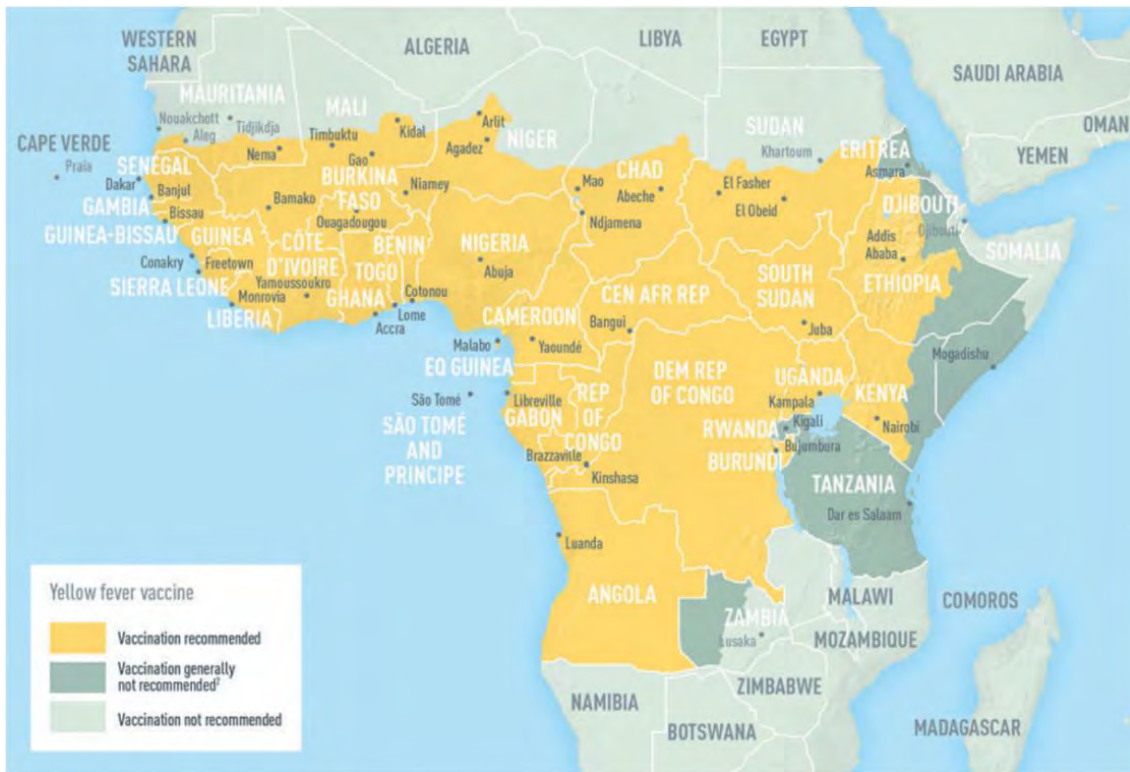 WESTERN
SAHARA
ALGERIA
LIBYA
EGYPT
SAUDI ARABIA
OMAN
YEMEN
MAURITANIA
Nouakchott
Aleg
Tidjikdja
Nema
MALI
Timbuktu
Kidal
Gao
Arlit
Agadez
NIGER
SUDAN
Khartoum
ERITREA
Asmara
CAPE VERDE
Praia
SENEGAL
Dakar
Banjul
GAMBIA
Bissau
GUINEA-BISSAU
GUINEA
Bamako
BURKINA
FASO
Ouagadougou
Niamey
CHAD
Mao
Abeche
Ndjamena
El Fasher
El Obeid
DJIBOUTI
Djibouti
Addis
Ababa
ETHIOPIA
SOMALIA
Mogadishu
Conakry
Freetown
SIERRA LEONE
Monrovia
LIBERIA
CÔTE
D'IVOIRE
Yamoussoukro
BENIN
TOGO
GHANA
Cotonou
Lome
Accra
NIGERIA
Abuja
CEN AFR REP
Bangui
SOUTH
SUDAN
Juba
CAMEROON
Yaoundé
Malabo
EQ GUINEA
São Tomé
SÃO TOMÉ
AND
PRINCIPE
Libreville
GABON
REP
OF
CONGO
Brazzaville
Kinshasa
DEM REP
OF CONGO
UGANDA
Kampala
KENYA
Nairobi
RWANDA
Kigali
Bujumbura
BURUNDI
TANZANIA
Dar es Salaam
Luanda
ANGOLA
ZAMBIA
Lusaka
MALAWI
COMOROS
MOZAMBIQUE
ZIMBABWE
NAMIBIA
BOTSWANA
MADAGASCAR
Yellow fever vaccine
Vaccination recommended
Vaccination generally
not recommended²
Vaccination not recommended